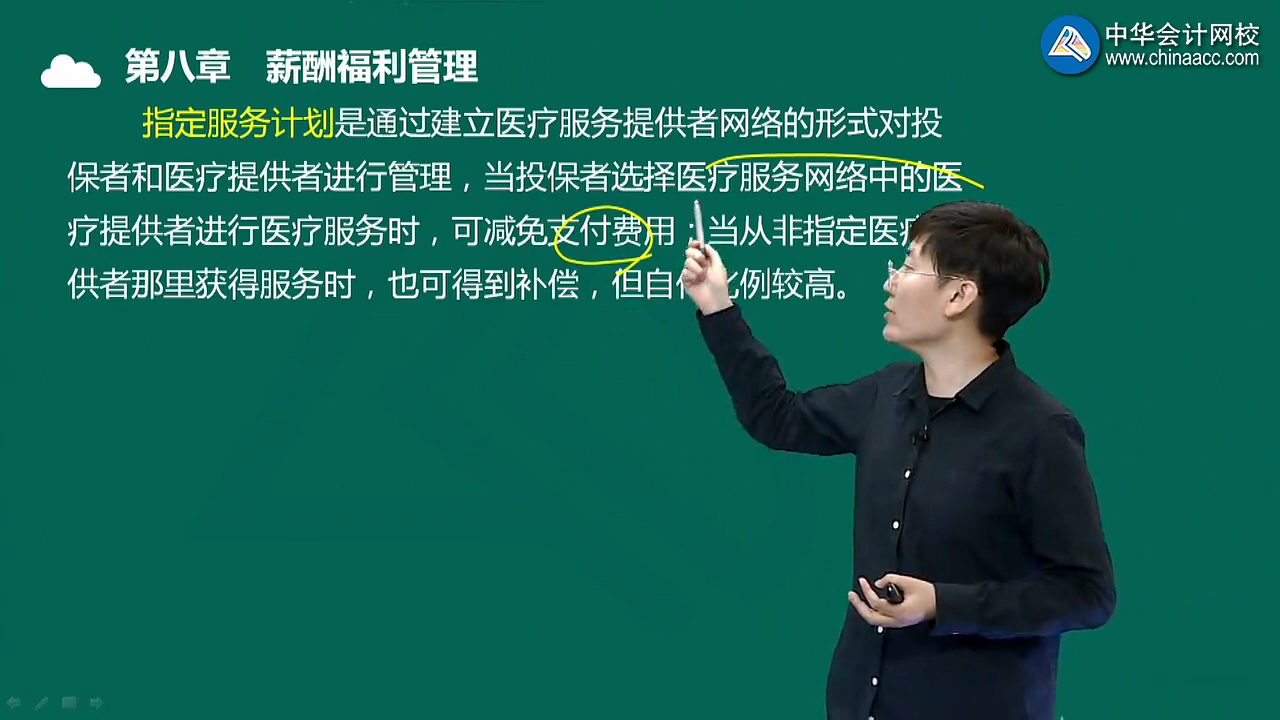 中华会计网校
www.chinaacc.com
第八章 薪酬福利管理
指定服务计划是通过建立医疗服务提供者网络的形式对投
保者和医疗提供者进行管理，当投保者选择医疗服务网络中的医
疗提供者进行医疗服务时，可减免支付费用；当从非指定医疗
供者那里获得服务时，也可得到补偿，但自付比例较高。